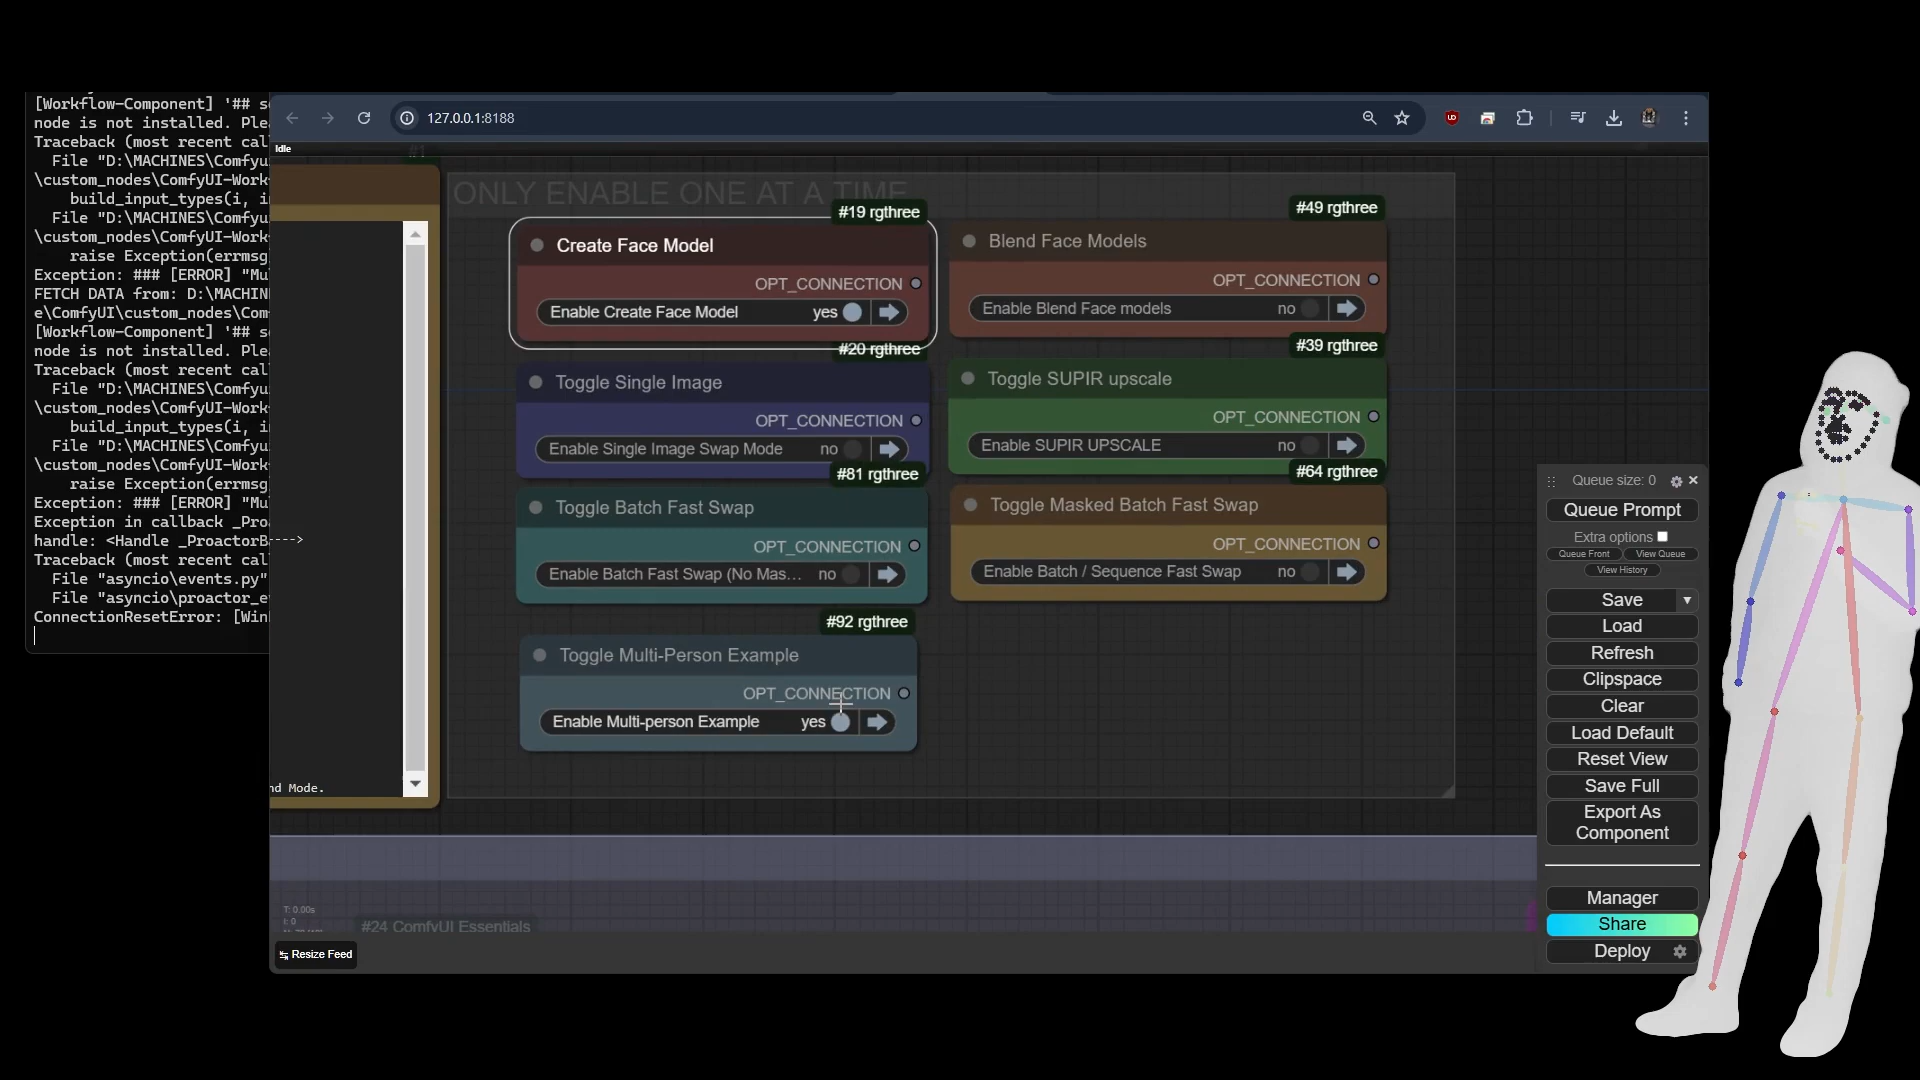 [Workflow-Component] '## s
node is not installed. Ple
Traceback (most recent cal
File "D:\MACHINES\Comfyu
\custom_nodes\ComfyUI-Work
build_input_types(i, in
File "D:\MACHINES\Comfyu
\custom_nodes\ComfyUI-Work
raise Exception(errmsg
Exception: ### [ERROR] "Mu
FETCH DATA from: D:\MACHIN
e\ComfyUI\custom_nodes\Com
[Workflow-Component] '## s
node is not installed. Ple
Traceback (most recent cal
File "D:\MACHINES\Comfyu
\custom_nodes\ComfyUI-Work
build_input_types(i, in
File "D:\MACHINES\Comfyu
\custom_nodes\ComfyUI-Work
raise Exception(errmsg
Exception: ### [ERROR] "Mu
Exception in callback _Pro
handle: <Handle _ProactorB---->
Traceback (most recent cal
File "asyncio\events.py"
File "asyncio\proactor_e
ConnectionResetError: [Win
127.0.0.1:8188
Idle
#1
nd Mode.
ONLY ENABLE ONE AT A TIME
#19 rgthree
Create Face Model
OPT_CONNECTION
Enable Create Face Model yes
#49 rgthree
Blend Face Models
OPT_CONNECTION
Enable Blend Face models no
#20 rgthree
Toggle Single Image
OPT_CONNECTION
Enable Single Image Swap Mode no
#39 rgthree
Toggle SUPIR upscale
OPT_CONNECTION
Enable SUPIR UPSCALE no
#81 rgthree
Toggle Batch Fast Swap
OPT_CONNECTION
Enable Batch Fast Swap (No Mas... no
#64 rgthree
Toggle Masked Batch Fast Swap
OPT_CONNECTION
Enable Batch / Sequence Fast Swap no
#92 rgthree
Toggle Multi-Person Example
OPT_CONNECTION
Enable Multi-person Example yes
T: 0.00s
I: 0
#24 ComfyUI Essentials
Resize Feed
Queue size: 0
Queue Prompt
Extra options
Queue Front View Queue
View History
Save
Load
Refresh
Clipspace
Clear
Load Default
Reset View
Save Full
Export As
Component
Manager
Share
Deploy